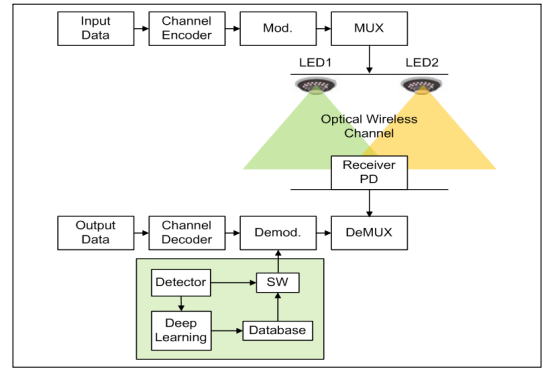 Input
Data
Channel
Encoder
Mod.
MUX
LED1
LED2
Optical Wireless
Channel
Receiver
PD
Output
Data
Channel
Decoder
Demod.
DeMUX
Detector
SW
Deep
Learning
Database